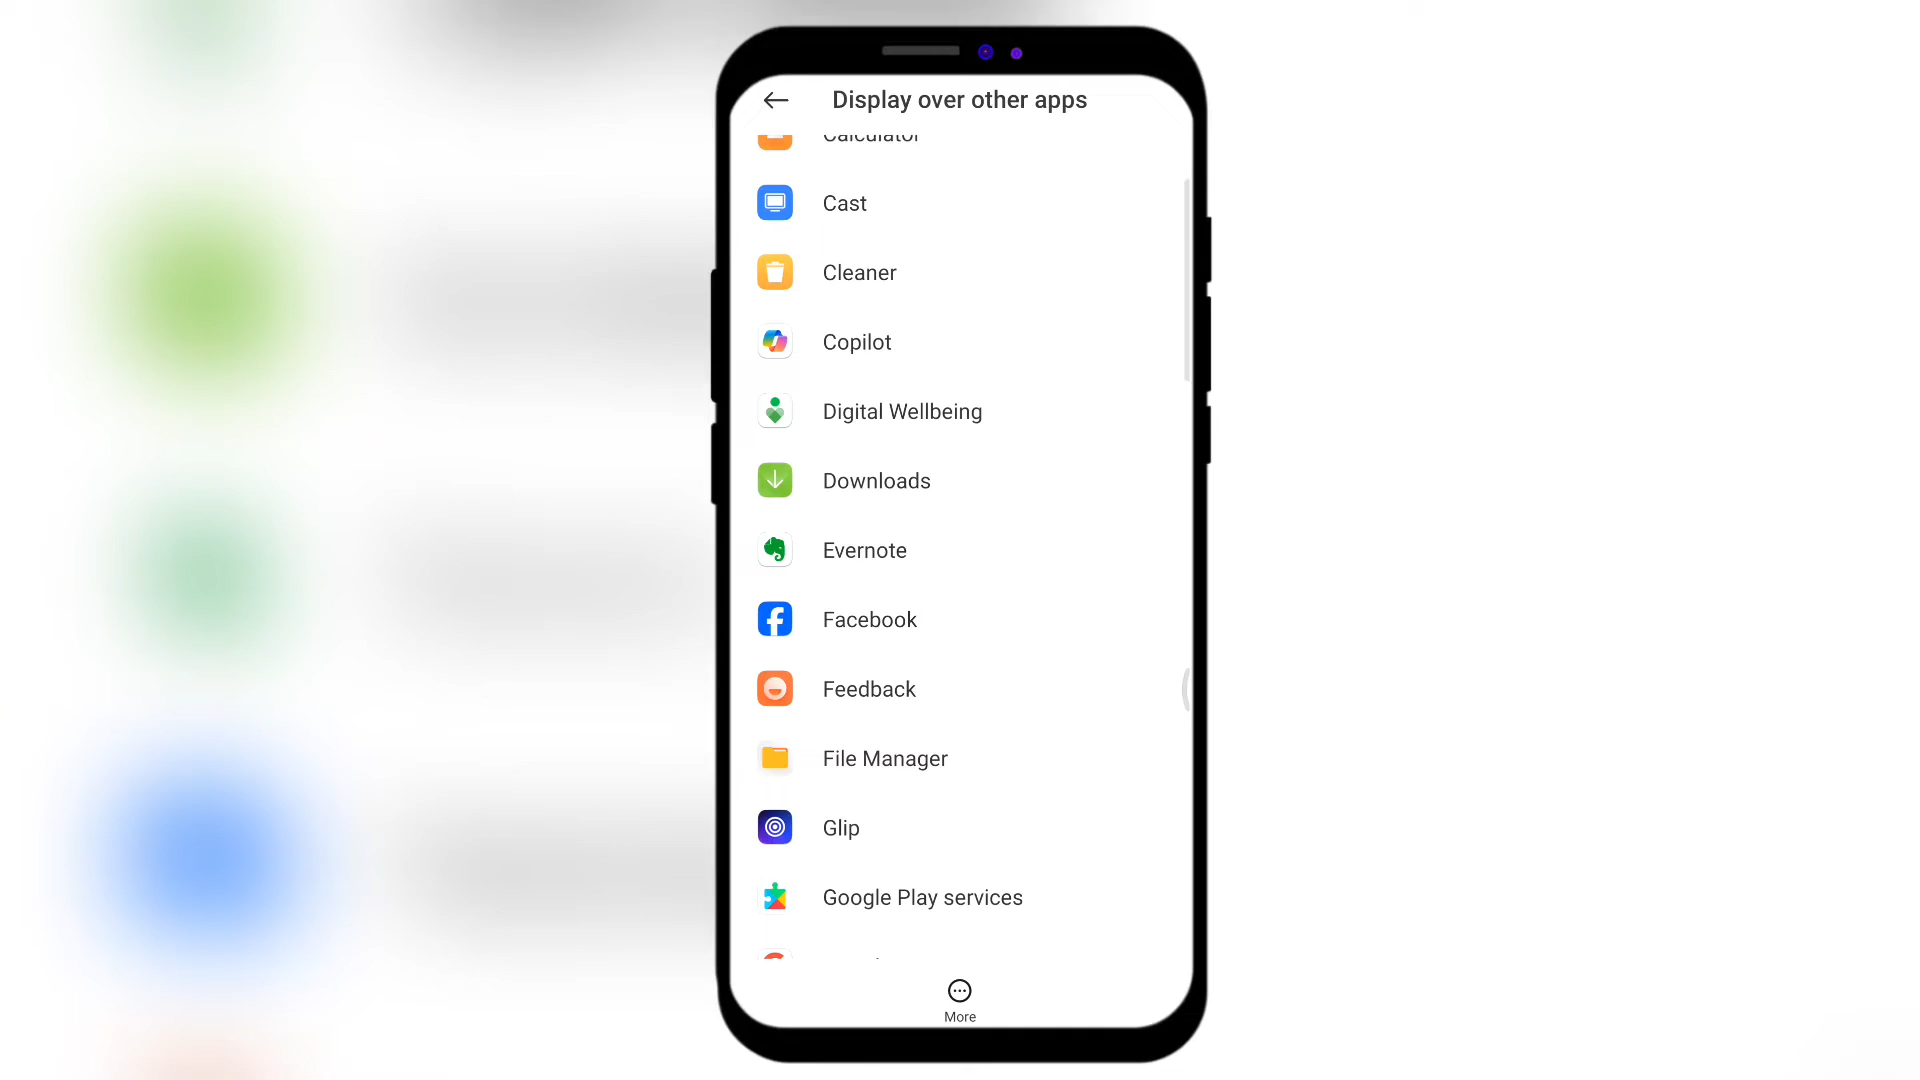 Display over other apps
Calculator
Cast
Cleaner
Copilot
Digital Wellbeing
Downloads
Evernote
Facebook
Feedback
File Manager
Glip
Google Play services
More